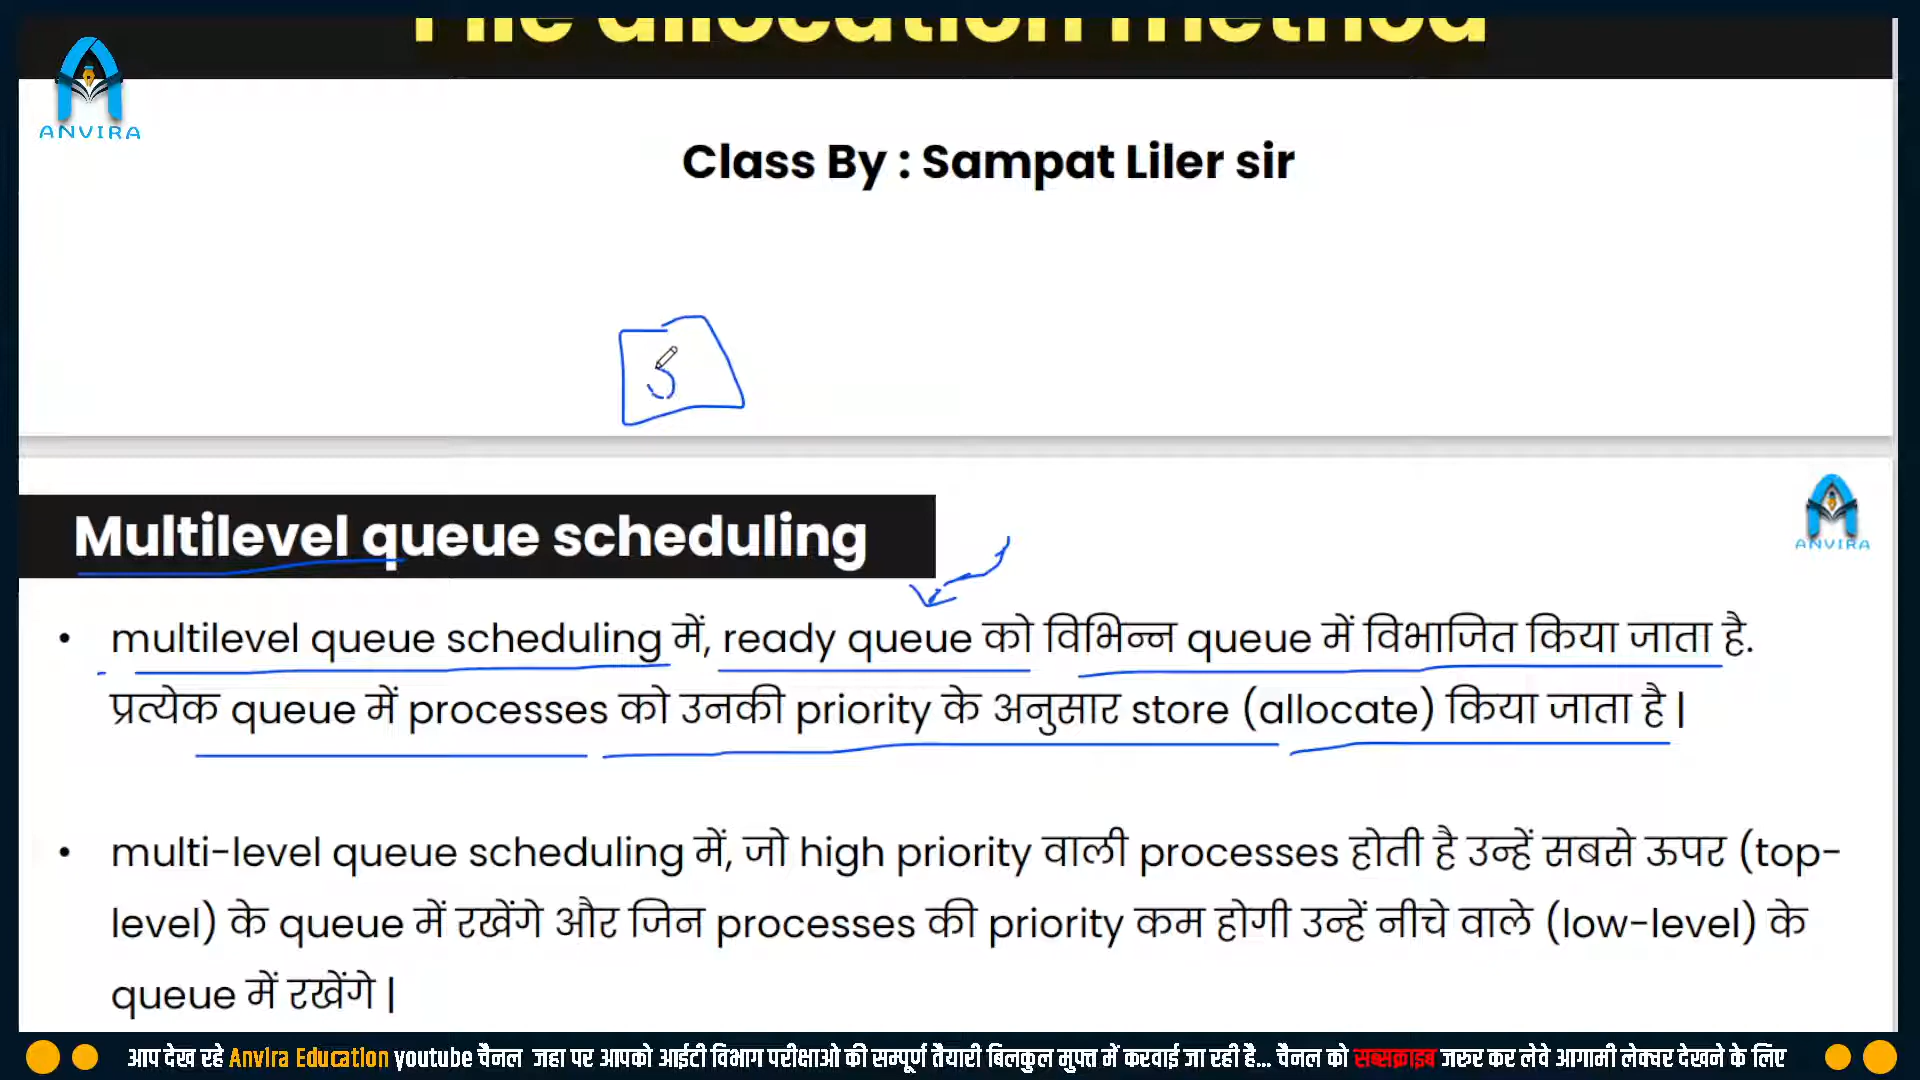 File allocation method
ANVIRA
Class By : Sampat Liler sir
Multilevel queue scheduling
ANVIRA
• multilevel queue scheduling में, ready queue को विभिन्न queue में विभाजित किया जाता है.
प्रत्येक queue में processes को उनकी priority के अनुसार store (allocate) किया जाता है |
• multi-level queue scheduling में, जो high priority वाली processes होती है उन्हें सबसे ऊपर (top-
level) के queue में रखेंगे और जिन processes की priority कम होगी उन्हें नीचे वाले (low-level) के
queue में रखेंगे |
आप देख रहे Anvira Education youtube चैनल जहा पर आपको आईटी विभाग परीक्षाओ की सम्पूर्ण तैयारी बिलकुल मुफ्त में करवाई जा रही है... चैनल को सब्सक्राइब जरुर कर लेवे आगामी लेक्चर देखने के लिए